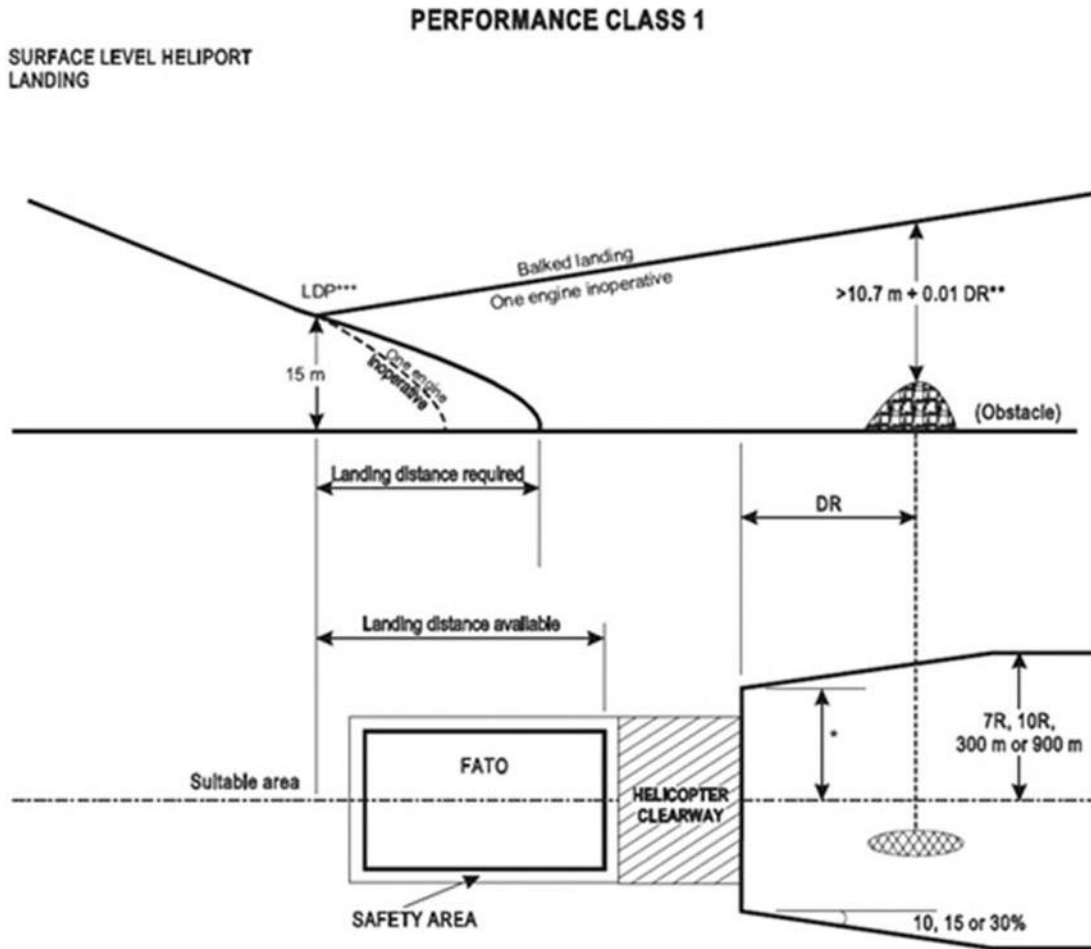 PERFORMANCE CLASS 1
SURFACE LEVEL HELIPORT
LANDING
LDP***
Balked landing
One engine inoperative
>10.7 m + 0.01 DR**
15 m
One engine
inoperative
(Obstacle)
Landing distance required
DR
Landing distance available
7R, 10R,
300 m or 900 m
*
FATO
Suitable area
HELICOPTER
CLEARWAY
SAFETY AREA
10, 15 or 30%